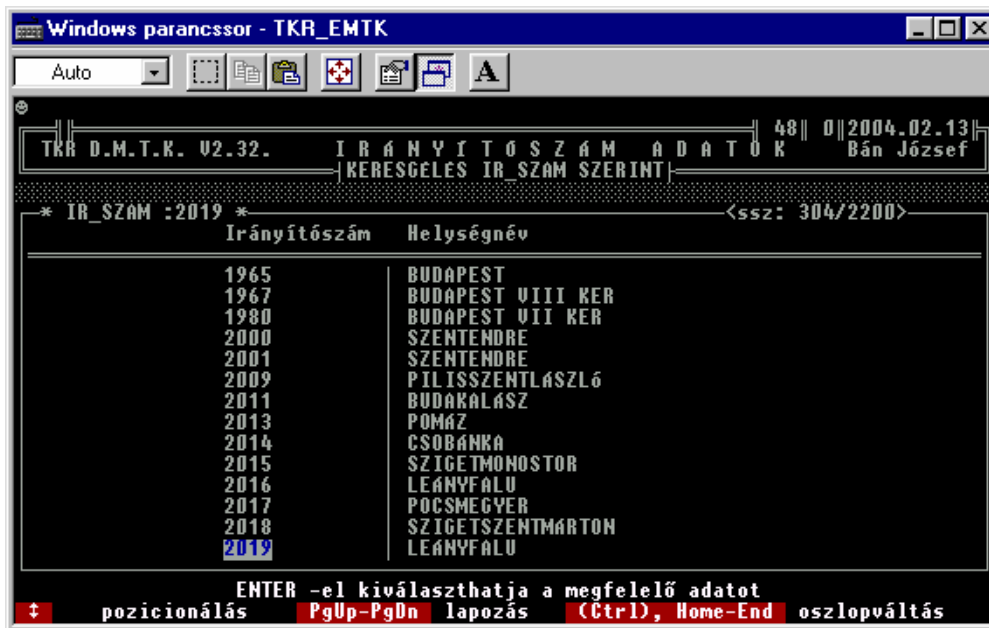 Windows parancssor - TKR_EMTK
Auto
A
48 0 2004.02.13
TKR D.M.T.K. V2.32. I R Á N Y Í T Ó S Z Á M A D A T O K Bán József
KERESGÉLÉS IR_SZÁM SZERINT
* IR_SZÁM :2019 * <ssz: 304/2200>
Irányítószám Helységnév
1965 BUDAPEST
1967 BUDAPEST VIII KER
1980 BUDAPEST VII KER
2000 SZENTENDRE
2001 SZENTENDRE
2009 PILISSZENTLÁSZLó
2011 BUDAKALÁSZ
2013 POMÁZ
2014 CSOBÁNKA
2015 SZIGETMONOSTOR
2016 LEÁNYFALU
2017 PÓCSMEGYER
2018 SZIGETSZENTMÁRTON
2019 LEÁNYFALU
ENTER -el kiválaszthatja a megfelelő adatot
↕ pozicionálás PgUp-PgDn lapozás (Ctrl), Home-End oszlopváltás